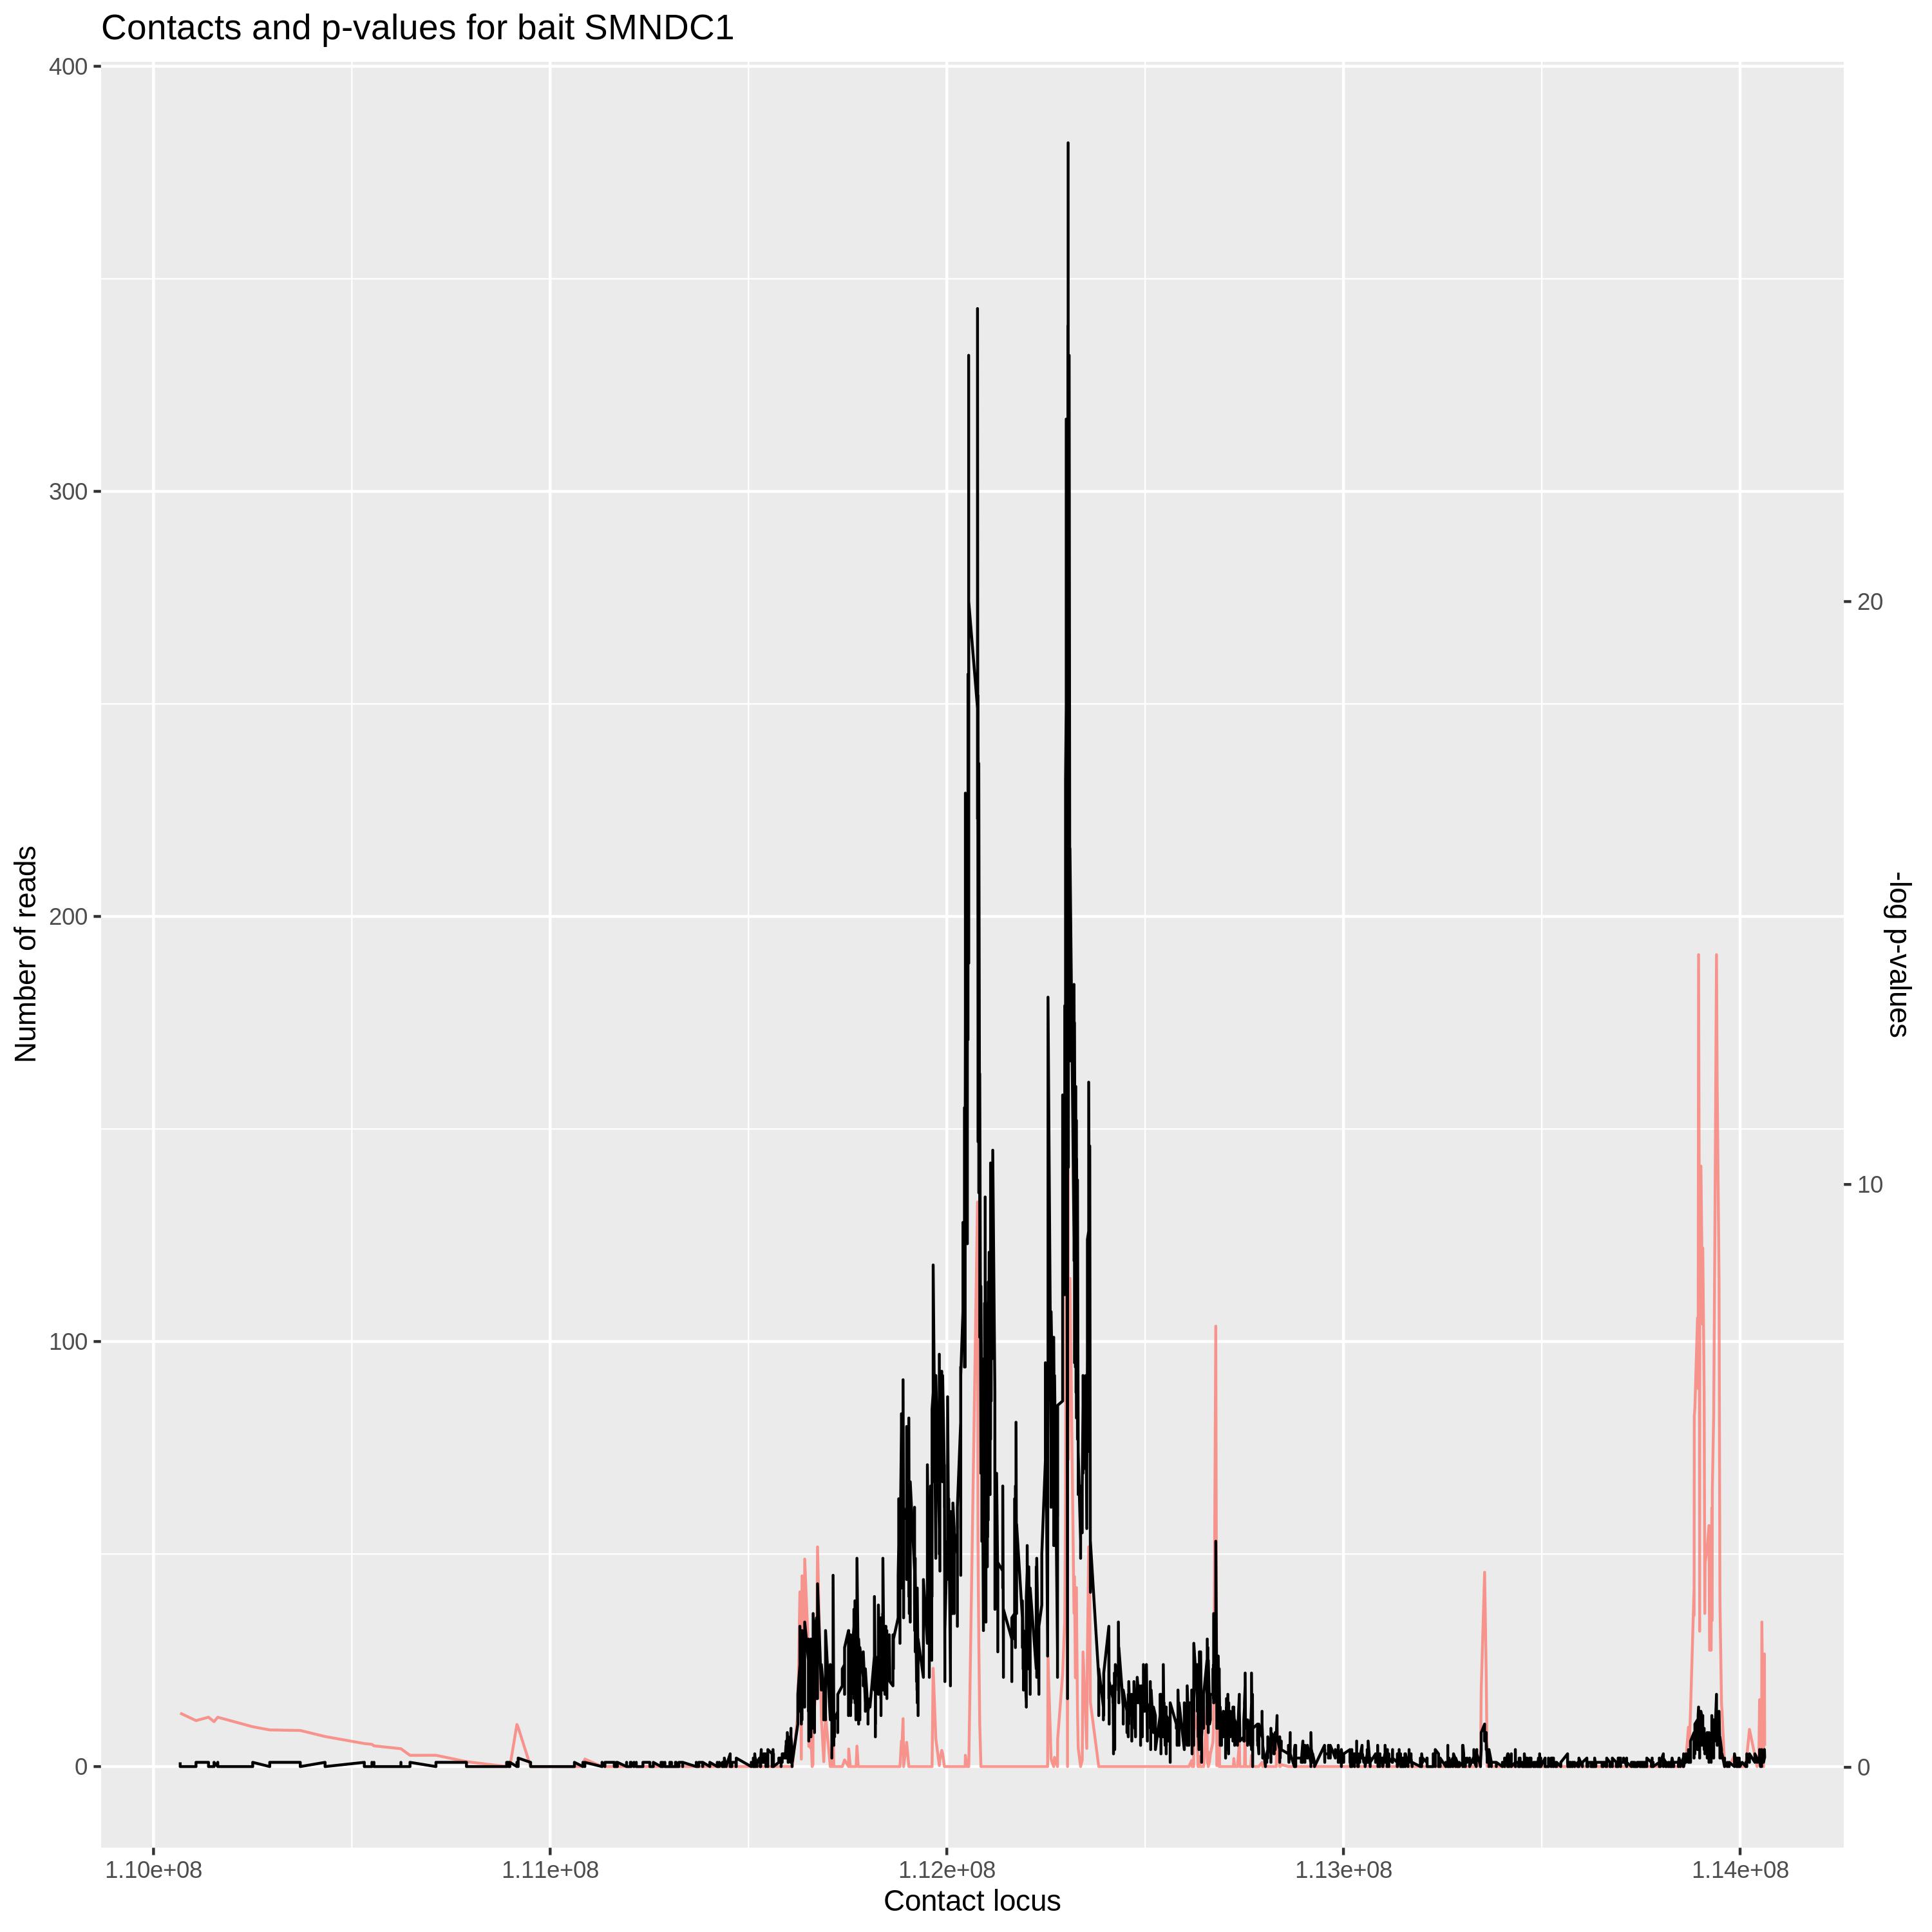 Contacts and p-values for bait SMNDC1
400
300
200
100
0
Number of reads
20
10
0
-log p-values
1.10e+08
1.11e+08
1.12e+08
1.13e+08
1.14e+08
Contact locus